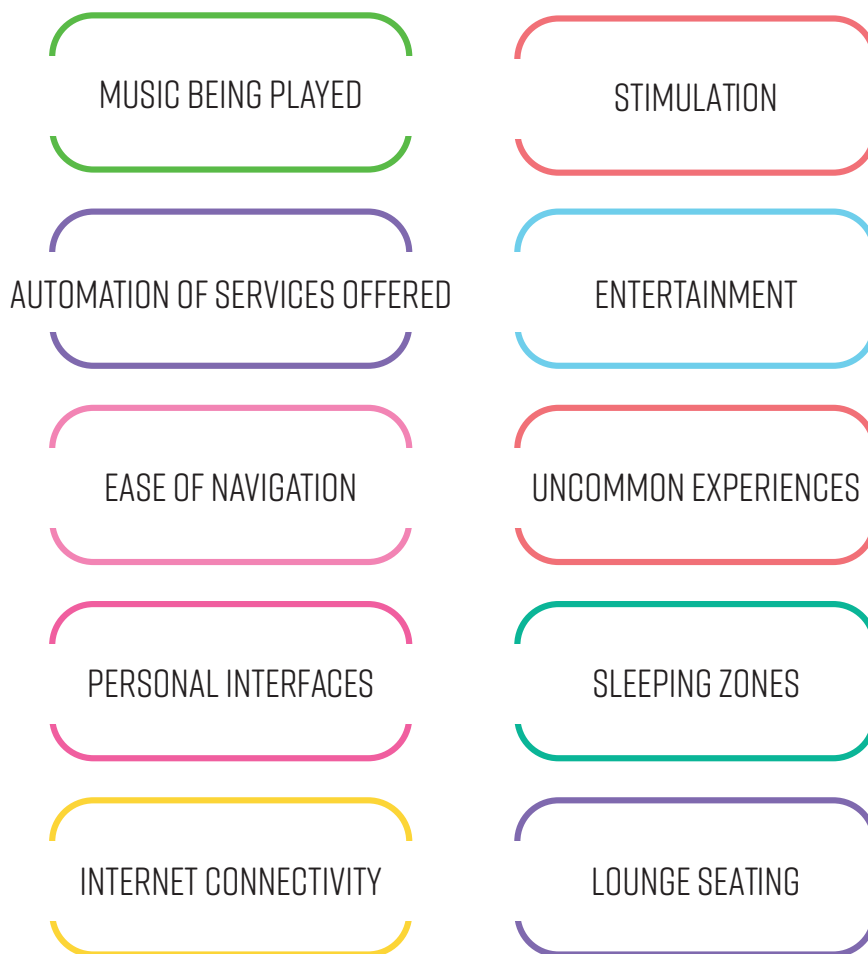 MUSIC BEING PLAYED
STIMULATION
AUTOMATION OF SERVICES OFFERED
ENTERTAINMENT
EASE OF NAVIGATION
UNCOMMON EXPERIENCES
PERSONAL INTERFACES
SLEEPING ZONES
INTERNET CONNECTIVITY
LOUNGE SEATING